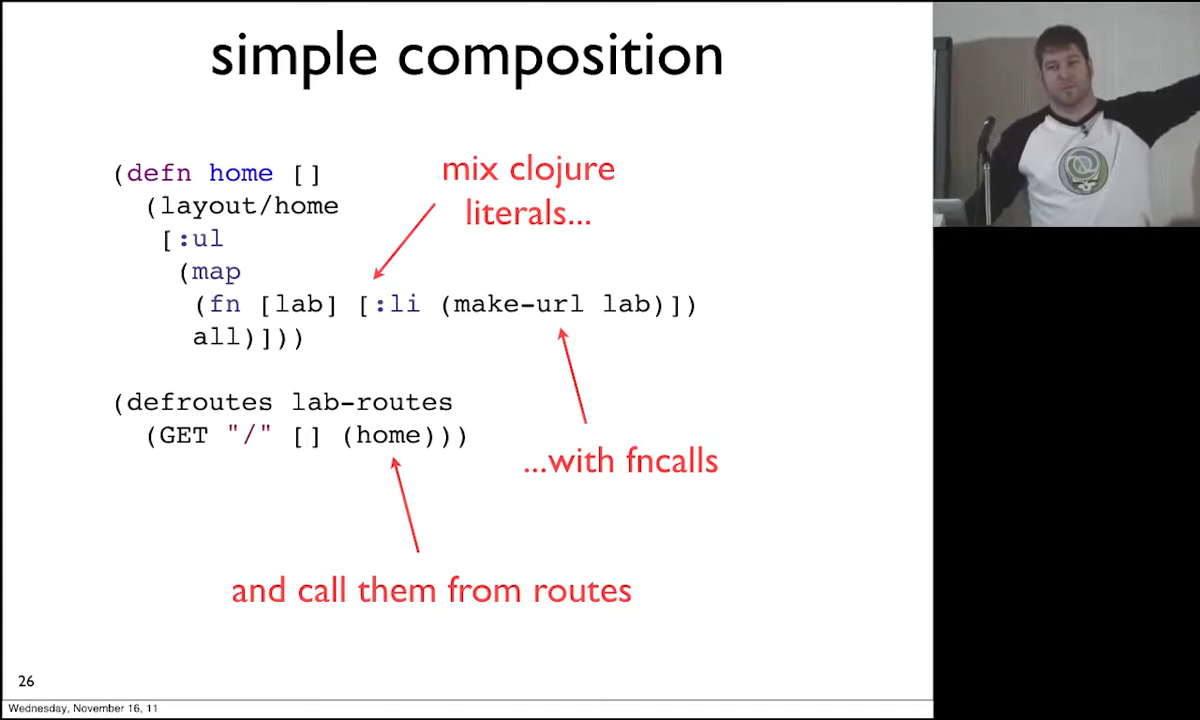 simple composition
(defn home []
(layout/home
[:ul
(map
(fn [lab] [:li (make-url lab)])
all)]))
mix clojure
literals...
...with fncalls
(defroutes lab-routes
(GET "/" [] (home)))
and call them from routes
26
Wednesday, November 16, 11